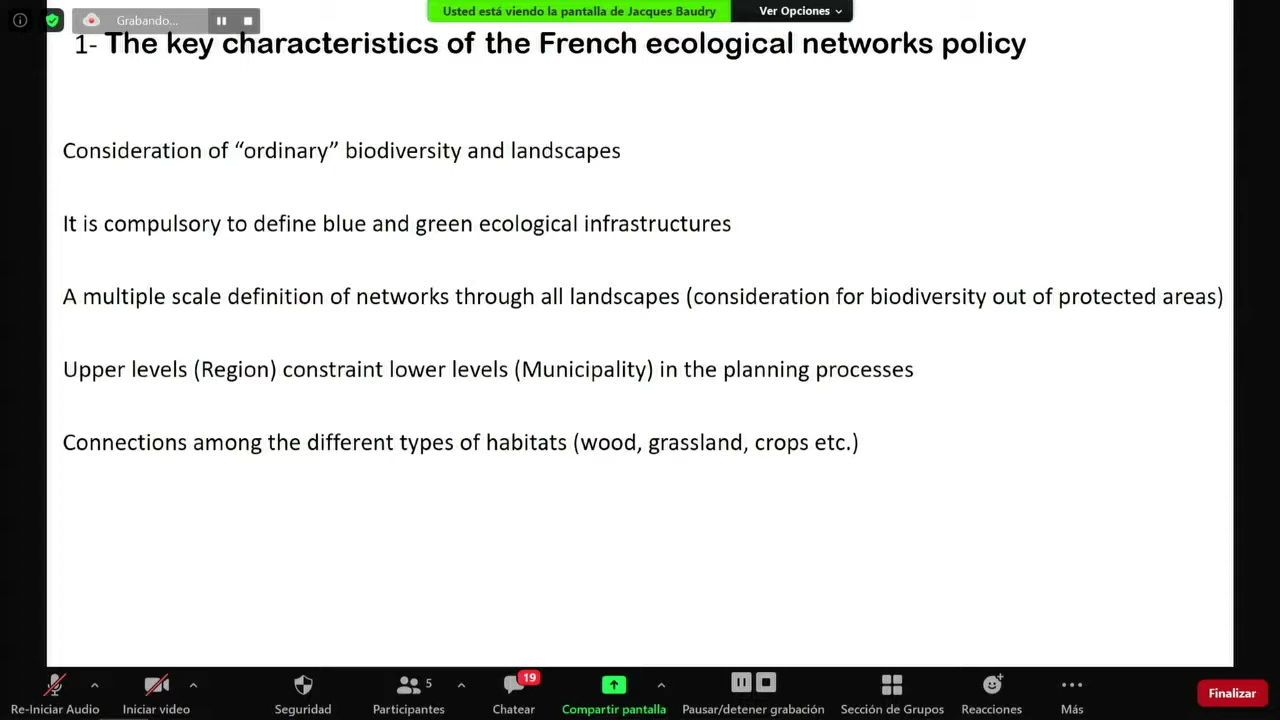 Grabando...
Usted está viendo la pantalla de Jacques Baudry
Ver Opciones
1- The key characteristics of the French ecological networks policy
Consideration of “ordinary” biodiversity and landscapes
It is compulsory to define blue and green ecological infrastructures
A multiple scale definition of networks through all landscapes (consideration for biodiversity out of protected areas)
Upper levels (Region) constraint lower levels (Municipality) in the planning processes
Connections among the different types of habitats (wood, grassland, crops etc.)
5
19
Re-Iniciar Audio
Iniciar video
Seguridad
Participantes
Chatear
Compartir pantalla
Pausar/detener grabación
Sección de Grupos
Reacciones
Más
Finalizar